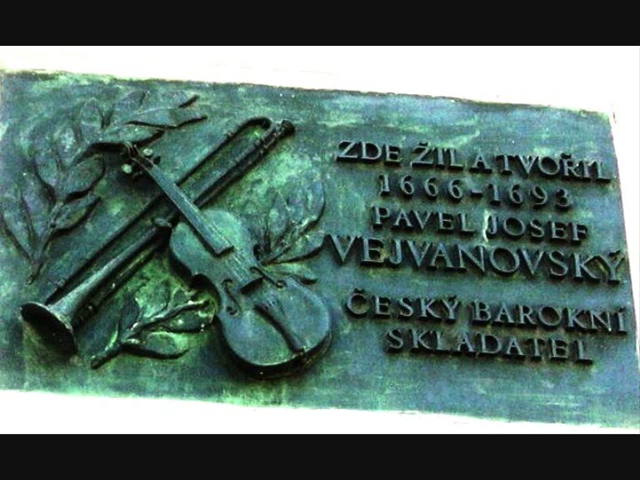 ZDE ŽIL A TVOŘIL
1666-1693
PAVEL JOSEF
VEJVANOVSKÝ
ČESKÝ BAROKNÍ
SKLADATEL